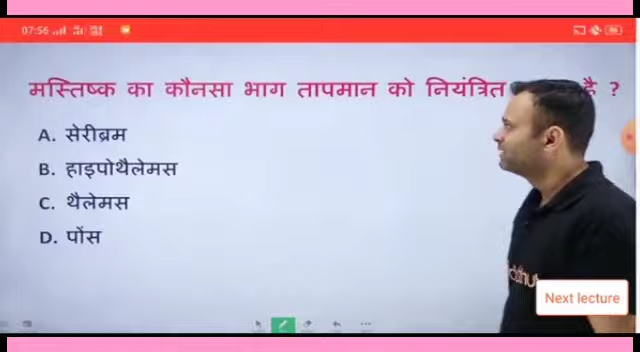 07:56
मस्तिष्क का कौनसा भाग तापमान को नियंत्रित है ?
A. सेरीब्रम
B. हाइपोथैलेमस
C. थैलेमस
D. पोंस
Next lecture